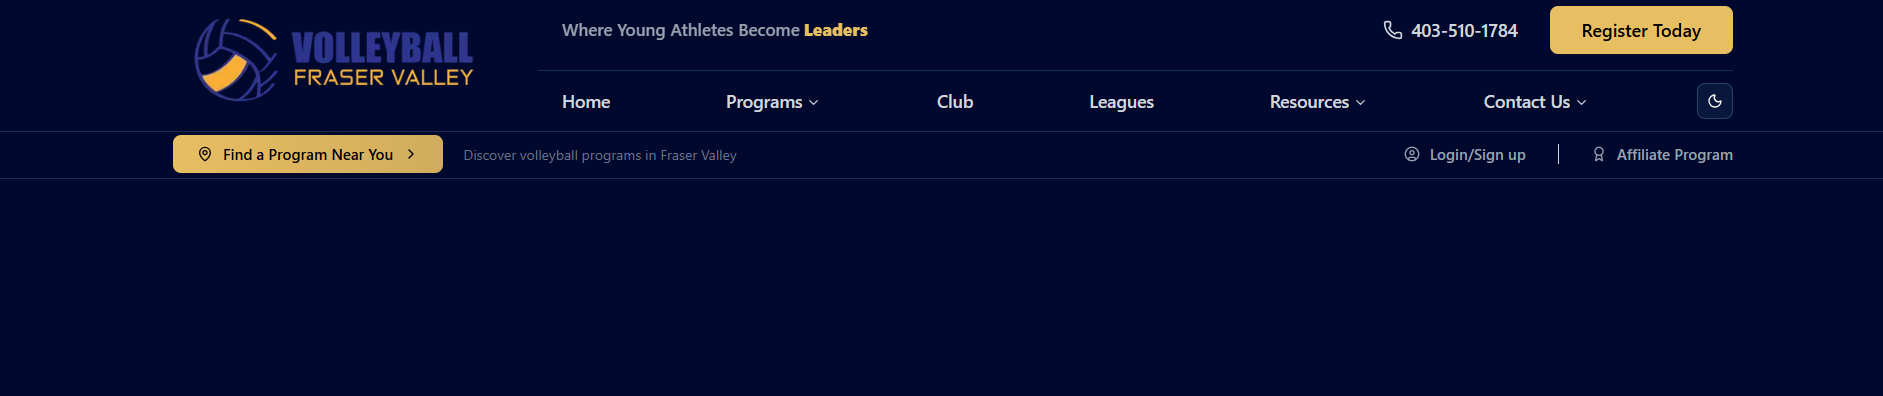 VOLLEYBALL
FRASER VALLEY
Where Young Athletes Become Leaders
403-510-1784
Register Today
Home
Programs
Club
Leagues
Resources
Contact Us
Find a Program Near You
Discover volleyball programs in Fraser Valley
Login/Sign up
Affiliate Program